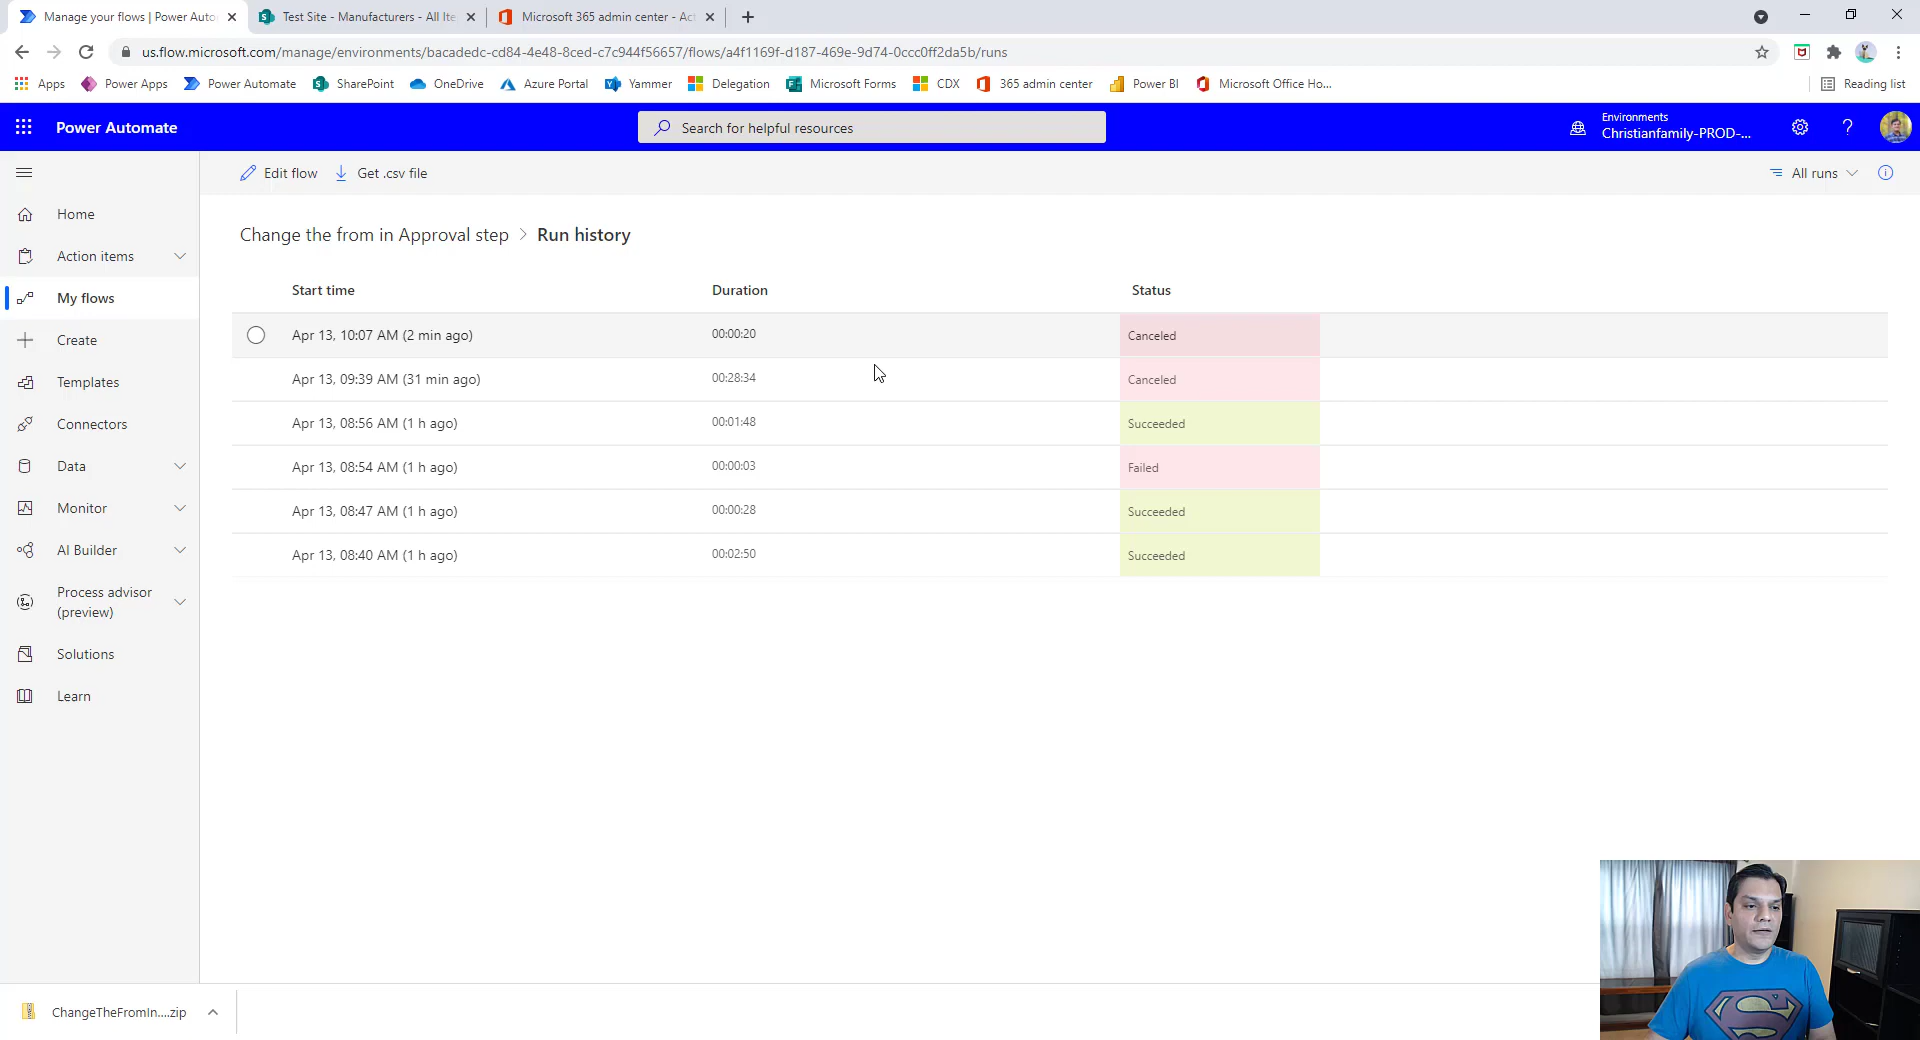 Manage your flows | Power Auto
Test Site - Manufacturers - All Ite
Microsoft 365 admin center - Act
us.flow.microsoft.com/manage/environments/bacadedc-cd84-4e48-8ced-c7c944f56657/flows/a4f1169f-d187-469e-9d74-0ccc0ff2da5b/runs
Apps
Power Apps
Power Automate
SharePoint
OneDrive
Azure Portal
Yammer
Delegation
Microsoft Forms
CDX
365 admin center
Power BI
Microsoft Office Ho...
Reading list
Power Automate
Search for helpful resources
Environments
Christianfamily-PROD-...
Edit flow
Get .csv file
All runs
Home
Action items
My flows
Create
Templates
Connectors
Data
Monitor
AI Builder
Process advisor
(preview)
Solutions
Learn
Change the from in Approval step > Run history
Start time Duration Status
Apr 13, 10:07 AM (2 min ago) 00:00:20 Canceled
Apr 13, 09:39 AM (31 min ago) 00:28:34 Canceled
Apr 13, 08:56 AM (1 h ago) 00:01:48 Succeeded
Apr 13, 08:54 AM (1 h ago) 00:00:03 Failed
Apr 13, 08:47 AM (1 h ago) 00:00:28 Succeeded
Apr 13, 08:40 AM (1 h ago) 00:02:50 Succeeded
ChangeTheFromIn....zip